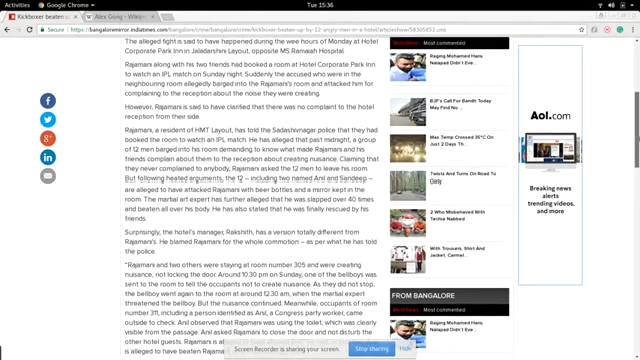 Activities
Google Chrome
Tue 15:36
Kickboxer beaten up
Alex Gong - Wikip
https://bangaloremirror.indiatimes.com/bangalore/crime/bangalore/crime/kickboxer-beaten-up-by-12-angry-men-in-a-hotel/articleshow/58305852.cms
The alleged fight is said to have happened during the wee hours of Monday at Hotel
Corporate Park Inn in Jaladarshini Layout, opposite MS Ramaiah Hospital.
Rajamani along with his two friends had booked a room at Hotel Corporate Park Inn
to watch an IPL match on Sunday night. Suddenly the accused who were in the
neighbouring room allegedly barged into the Rajamani's room and attacked him for
complaining to the reception about the noise they were creating.
However, Rajamani is said to have clarified that there was no complaint to the hotel
reception from their side.
Rajamani, a resident of HMT Layout, has told the Sadashivnagar police that they had
booked the room to watch an IPL match. He has alleged that past midnight, a group
of 12 men barged into his room demanding to know what made Rajamani and his
friends complain about them to the reception about creating nuisance. Claiming that
they never complained to anybody, Rajamani asked the 12 men to leave his room.
But following heated arguments, the 12 – including two named Anil and Sandeep –
are alleged to have attacked Rajamani with beer bottles and a mirror kept in the
room. The martial art expert has further alleged that he was slapped over 40 times
and beaten all over his body. He has also stated that he was finally rescued by his
friends.
Surprisingly, the hotel's manager, Rakshith, has a version totally different from
Rajamani's. He blamed Rajamani for the whole commotion – as per what he has told
the police.
"Rajamani and two others were staying at room number 305 and were creating
nuisance, not locking the door. Around 10.30 pm on Sunday, one of the bellboys was
sent to the room to tell the occupants not to create nuisance. As they did not stop,
the bellboy went again to the room at around 12.30 am, when the martial expert
threatened the bellboy. But the nuisance continued. Meanwhile, occupants of room
number 311, including a person identified as Anil, a Congress party worker, came
outside to check. Anil observed that Rajamani was using the toilet, which was clearly
visible from the passage. Anil asked Rajamani to close the door and not disturb the
other hotel guests. Rajamani is
is alleged to have beaten Rajamani
Most commented
Raging Mohamed Haris
Nalapad Didn't Eve...
BJP's Call For Bandh Today
May Find No ...
Max Temp Crossed 35°C On
Just 2 Days Th...
Twists And Turns On Road To
Glory
2 Who Misbehaved With
Techie Nabbed
With Trousers, Shirt And
Jacket, Carmel...
FROM BANGALORE
Most commented
Raging Mohamed Haris
Nalapad Didn't Eve...
Aol.com
Breaking news
alerts
trending videos,
and more
Screen Recorder is sharing your screen.
Stop sharing
Hide